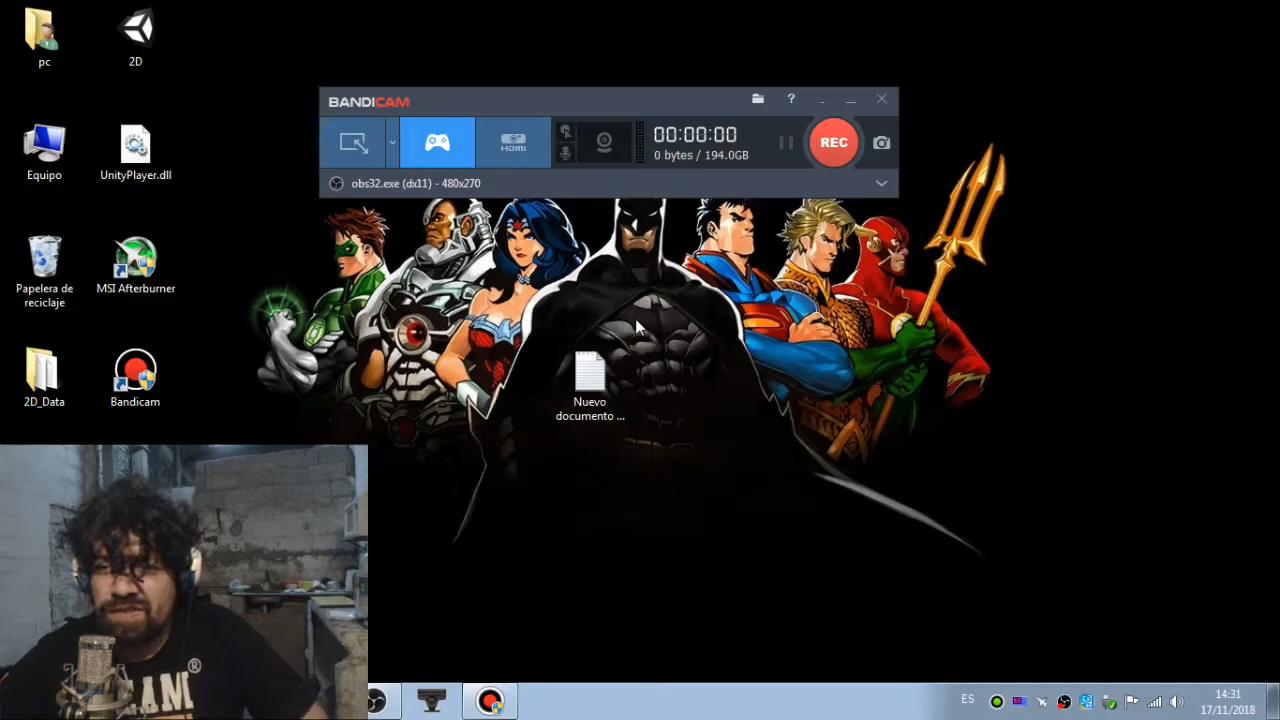 pc
2D
BANDICAM
?
HDMI
00:00:00
0 bytes / 194.0GB
REC
obs32.exe (dx11) - 480x270
Equipo
UnityPlayer.dll
Papelera de
reciclaje
MSI Afterburner
2D_Data
Bandicam
Nuevo
documento ...
®
ES
14:31
17/11/2018